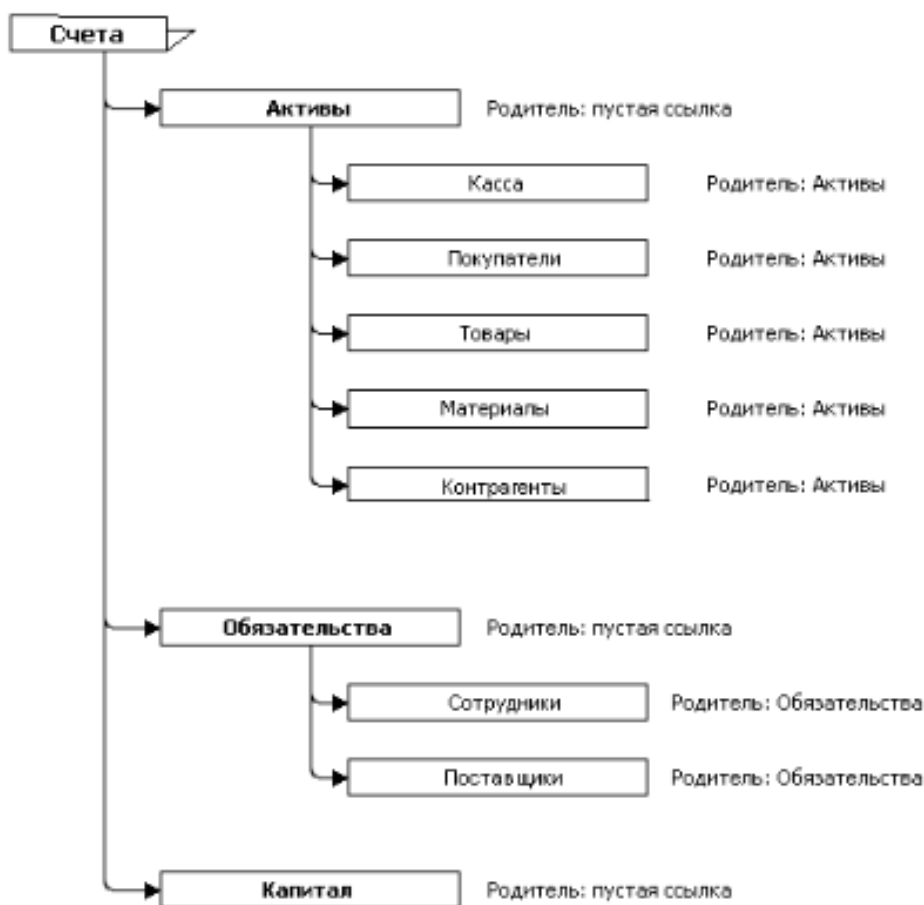 Счета
Активы Родитель: пустая ссылка
Касса Родитель: Активы
Покупатели Родитель: Активы
Товары Родитель: Активы
Материалы Родитель: Активы
Контрагенты Родитель: Активы
Обязательства Родитель: пустая ссылка
Сотрудники Родитель: Обязательства
Поставщики Родитель: Обязательства
Капитал Родитель: пустая ссылка